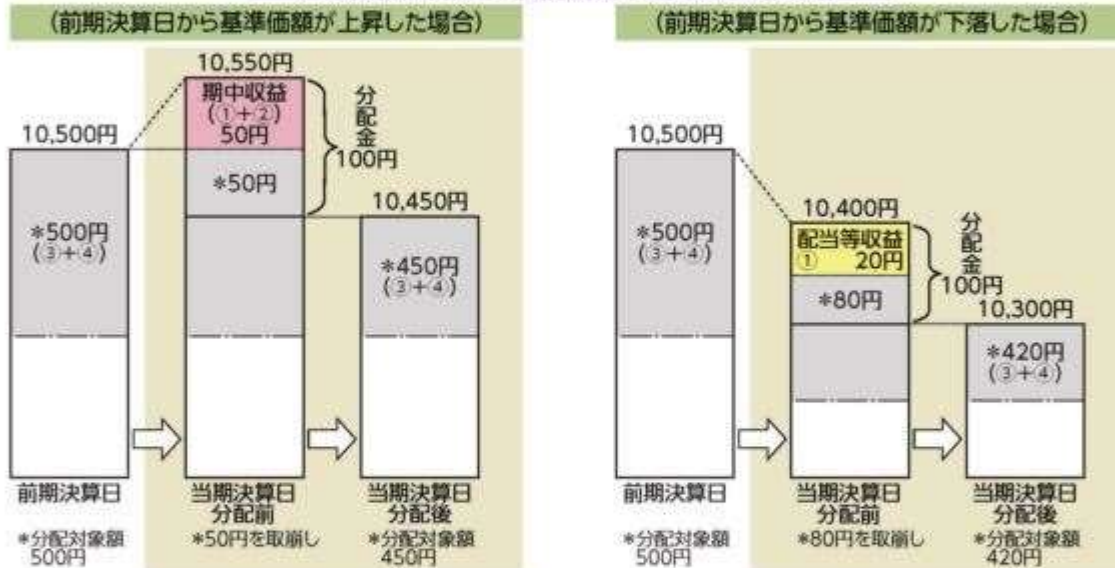 (前期決算日から基準価額が上昇した場合)
10,550円
期中収益
(①+②)
50円
分配金
100円
10,500円
*50円
10,450円
*500円
(③+④)
*450円
(③+④)
前期決算日
当期決算日
分配前
当期決算日
分配後
*分配対象額
500円
*50円を取崩し
*分配対象額
450円
(前期決算日から基準価額が下落した場合)
10,500円
10,400円
*500円
(③+④)
配当等収益
① 20円
分配金
100円
*80円
10,300円
*420円
(③+④)
前期決算日
当期決算日
分配前
当期決算日
分配後
*分配対象額
500円
*80円を取崩し
*分配対象額
420円